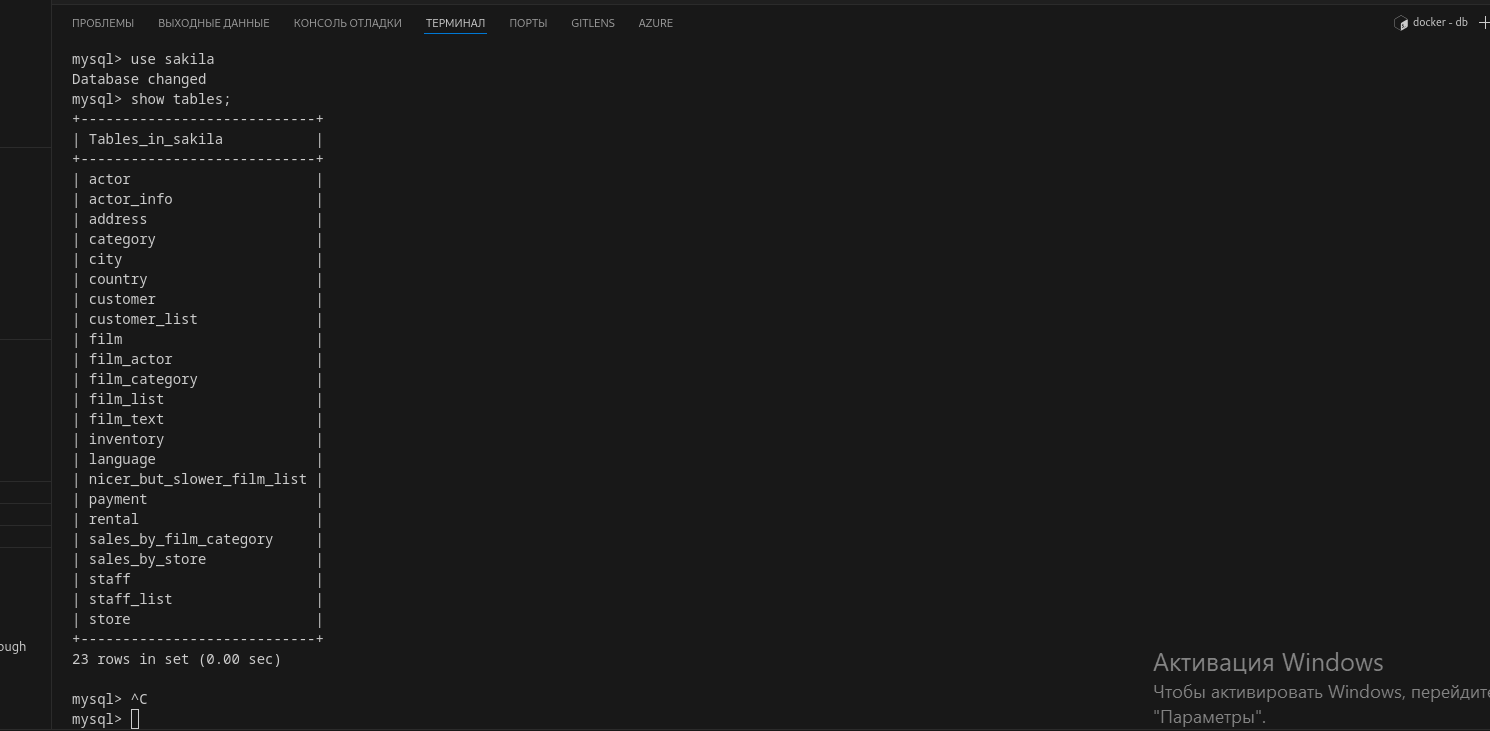 ПРОБЛЕМЫ ВЫХОДНЫЕ ДАННЫЕ КОНСОЛЬ ОТЛАДКИ ТЕРМИНАЛ ПОРТЫ GITLENS AZURE docker - db
mysql> use sakila
Database changed
mysql> show tables;
+----------------------------+
| Tables_in_sakila           |
+----------------------------+
| actor                      |
| actor_info                 |
| address                    |
| category                   |
| city                       |
| country                    |
| customer                   |
| customer_list              |
| film                       |
| film_actor                 |
| film_category              |
| film_list                  |
| film_text                  |
| inventory                  |
| language                   |
| nicer_but_slower_film_list |
| payment                    |
| rental                     |
| sales_by_film_category     |
| sales_by_store             |
| staff                      |
| staff_list                 |
| store                      |
+----------------------------+
ough
23 rows in set (0.00 sec)
mysql> ^C
mysql>
Активация Windows
Чтобы активировать Windows, перейдите
"Параметры".